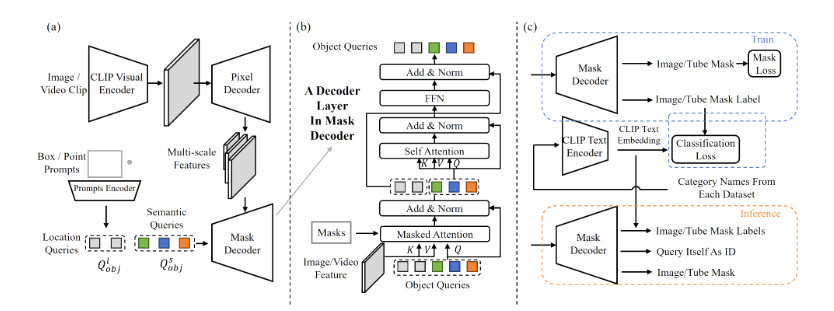 (a)
Image /
Video Clip
CLIP Visual
Encoder
Pixel
Decoder
Multi-scale
Features
Box / Point
Prompts
Prompts Encoder
Semantic
Queries
Location
Queries
Q^l_obj
Q^s_obj
Mask
Decoder
(b)
Object Queries
Add & Norm
FFN
A Decoder
Layer
In Mask
Decoder
Add & Norm
Self Attention
K V Q
Add & Norm
Masks
Masked Attention
K V Q
Image/Video
Feature
Object Queries
(c)
Train
Mask
Decoder
Image/Tube Mask
Mask
Loss
Image/Tube Mask Label
CLIP Text
Encoder
CLIP Text
Embedding
Classification
Loss
Category Names From
Each Dataset
Inference
Mask
Decoder
Image/Tube Mask Labels
Query Itself As ID
Image/Tube Mask